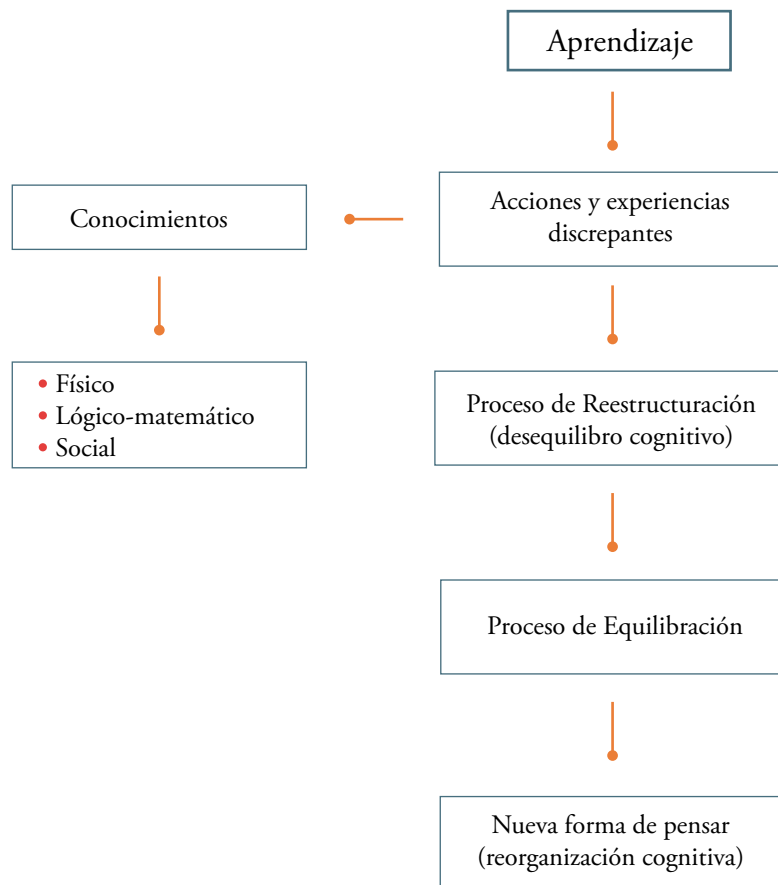 Aprendizaje
Acciones y experiencias
discrepantes
Conocimientos
• Físico
• Lógico-matemático
• Social
Proceso de Reestructuración
(desequilibro cognitivo)
Proceso de Equilibración
Nueva forma de pensar
(reorganización cognitiva)